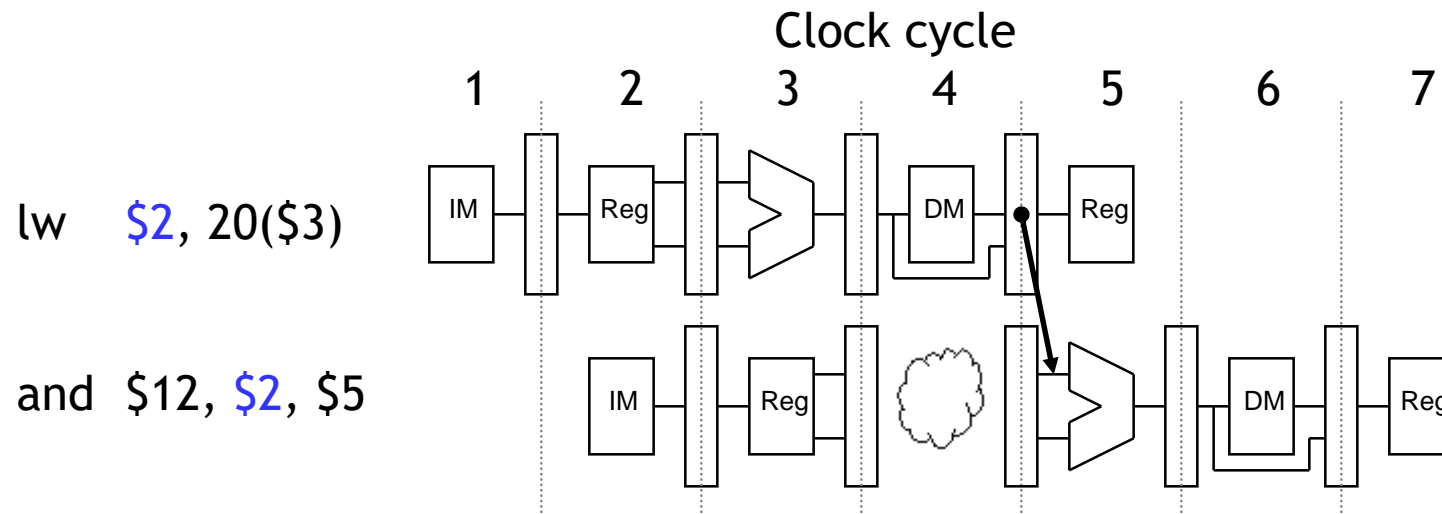 Clock cycle
1 2 3 4 5 6 7
lw $2, 20($3) IM Reg DM Reg
and $12, $2, $5 IM Reg DM Reg